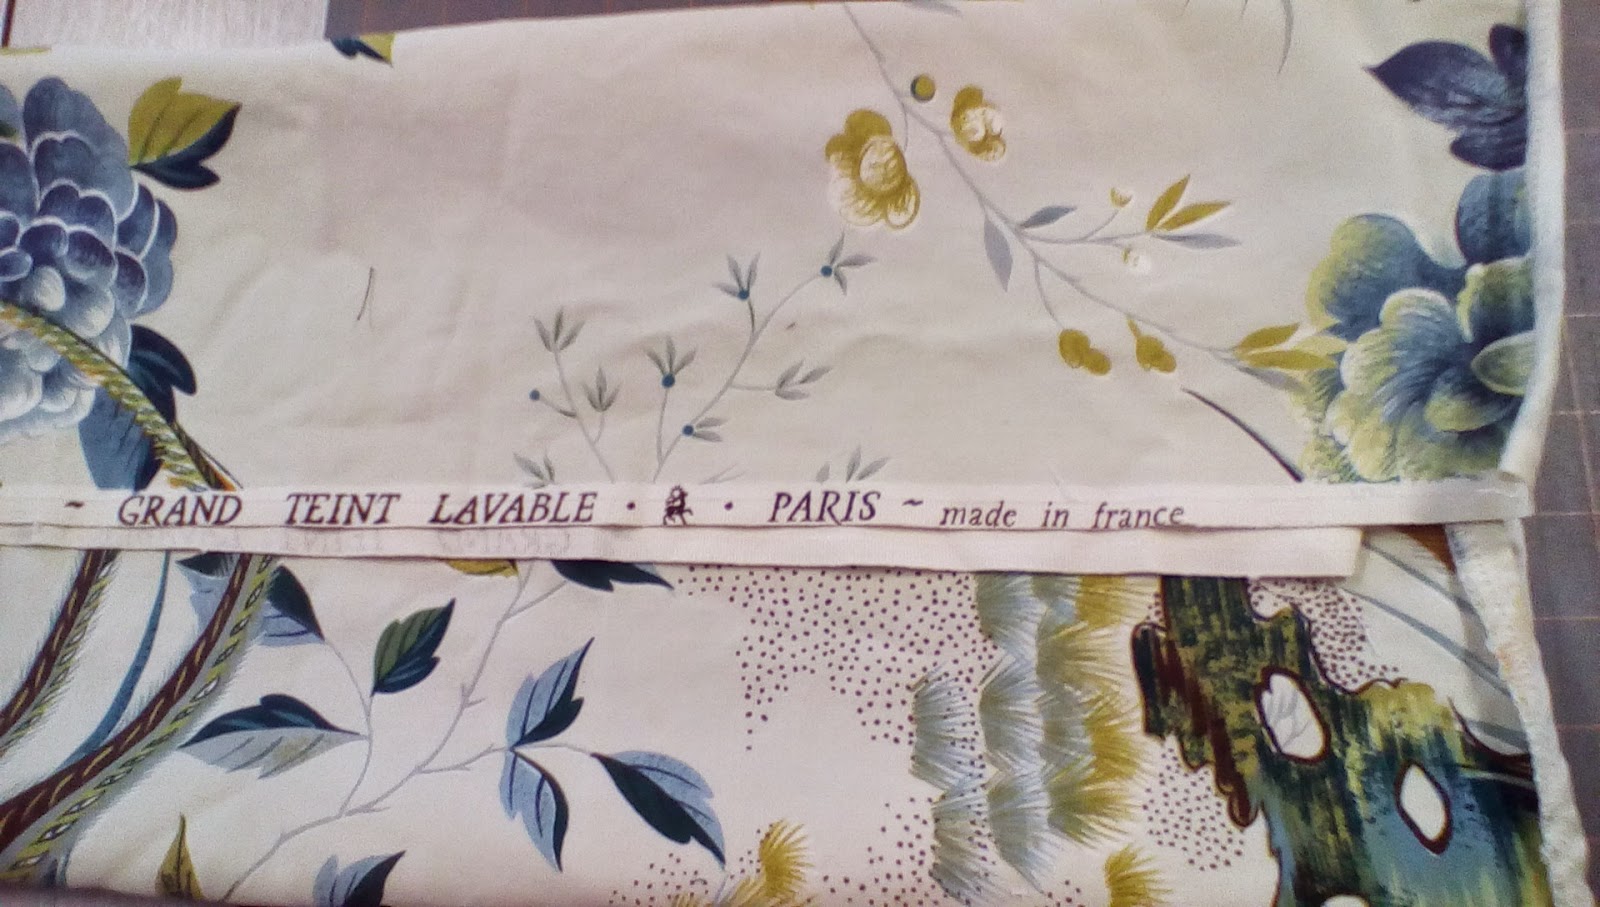 ~ GRAND TEINT LAVABLE · · PARIS ~ made in france